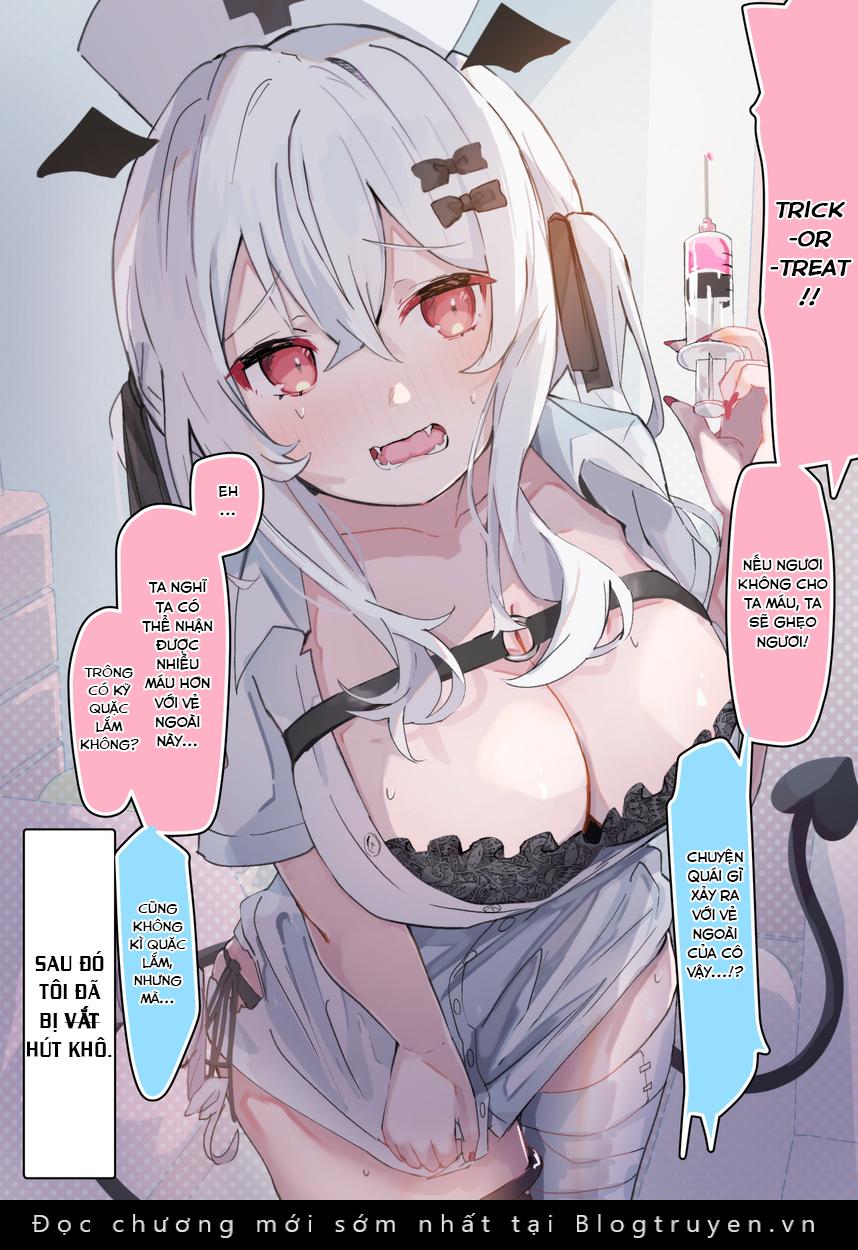 TRICK
-OR
-TREAT
!!
NẾU NGƯƠI
KHÔNG CHO
TA MÁU, TA
SẼ GHẸO
NGƯƠI!
CHUYỆN
QUÁI GÌ
XẢY RA
VỚI VẺ
NGOÀI
CỦA CÔ
VẬY....!?
EH
...
TA NGHĨ
TA CÓ
THỂ NHẬN
ĐƯỢC
NHIỀU
MÁU HƠN
VỚI VẺ
NGOÀI
NÀY...
TRÔNG
CÓ KỲ
QUẶC
LẮM
KHÔNG?
CŨNG
KHÔNG
KÌ QUẶC
LẮM,
NHƯNG
MÀ...
SAU ĐÓ
TÔI ĐÃ
BỊ VẮT
HÚT KHÔ.
Đọc chương mới sớm nhất tại Blogtruyen.vn